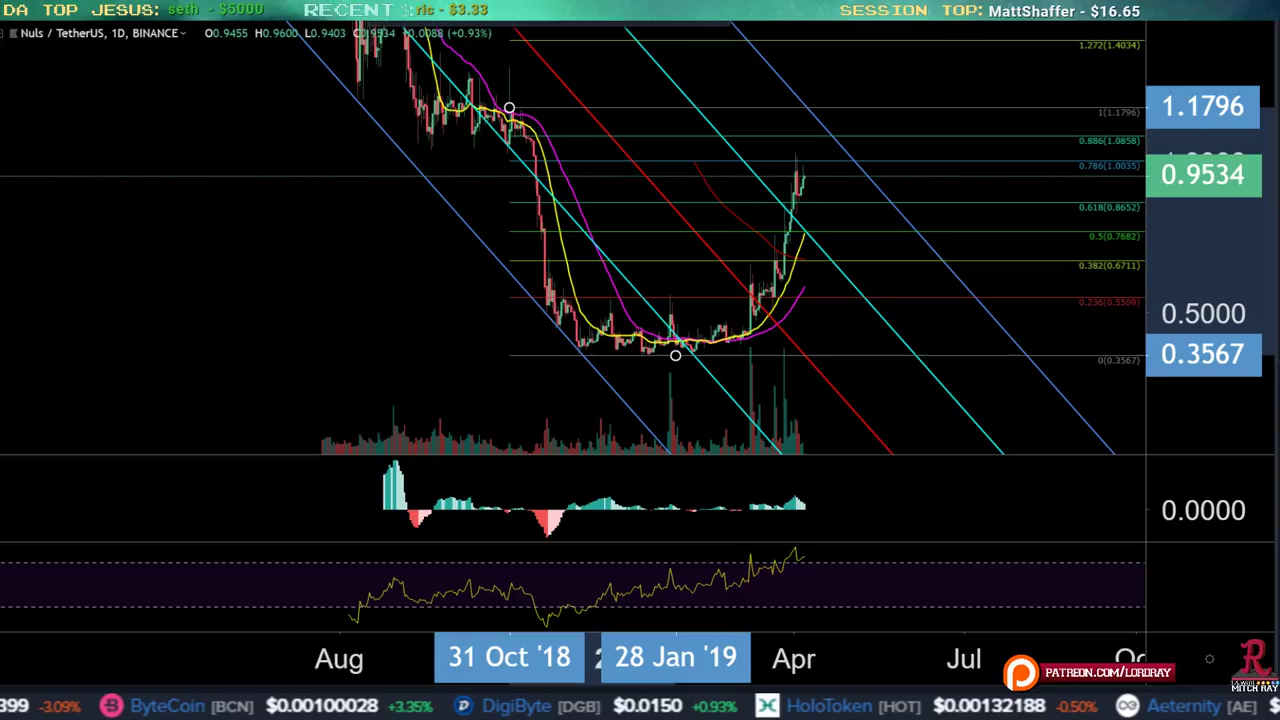 DA TOP JESUS: seth - $5000 RECENT $: ric - $3.33 SESSION TOP: MattShaffer - $16.65
Nuls / TetherUS, 1D, BINANCE O0.9455 H0.9600 L0.9403 C0.9534 +0.0088 (+0.93%)
1.272(1.4034)
1(1.1796)
1.1796
0.886(1.0858)
0.786(1.0035)
0.9534
0.618(0.8652)
0.5(0.7682)
0.382(0.6711)
0.236(0.5509)
0.5000
0(0.3567)
0.3567
0.0000
Aug 31 Oct '18 28 Jan '19 Apr Jul
PATREON.COM/LORDRAY
MITCH RAY
399 -3.09% ByteCoin [BCN] $0.00100028 +3.35% DigiByte [DGB] $0.0150 +0.93% HoloToken [HOT] $0.00132188 -0.50% Aeternity [AE] $